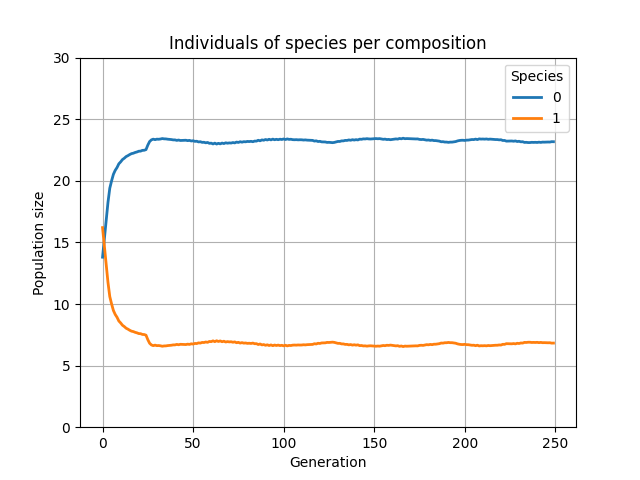 Individuals of species per composition
Species
0
1
30
25
20
15
10
5
0
Population size
0 50 100 150 200 250
Generation